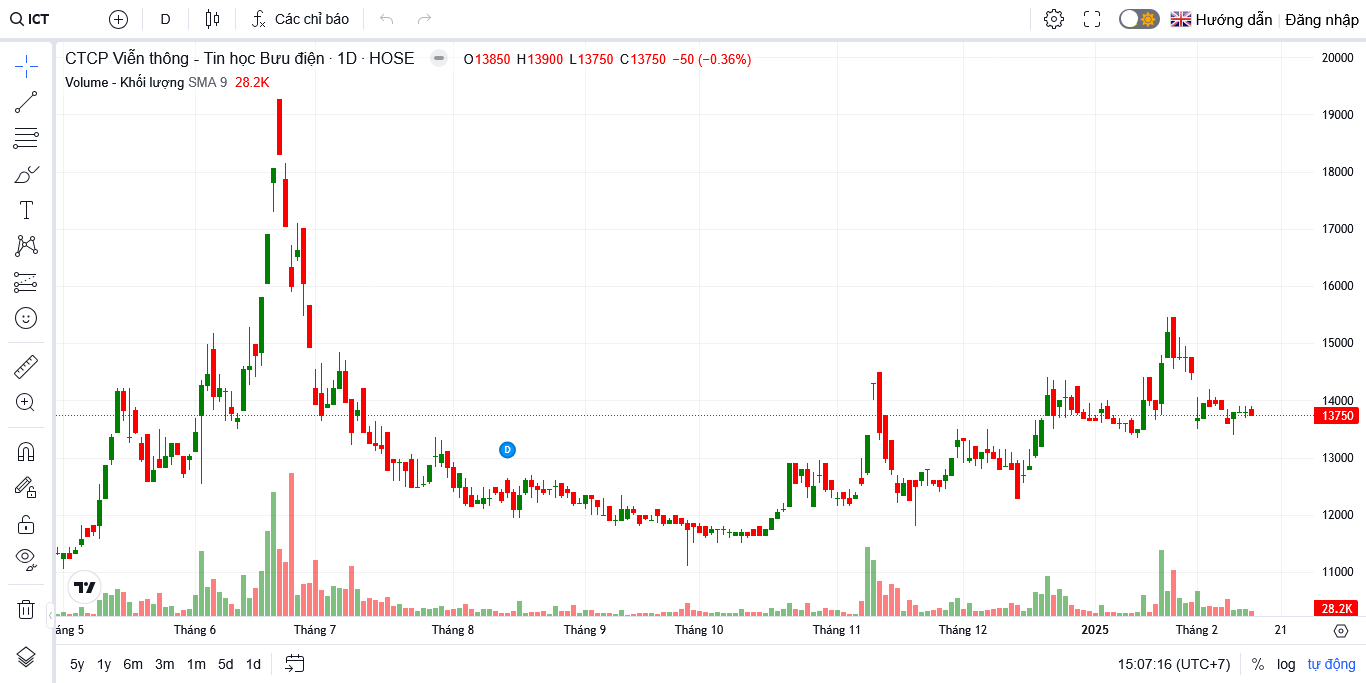 ICT D Các chỉ báo Hướng dẫn Đăng nhập
CTCP Viễn thông - Tin học Bưu điện · 1D · HOSE O13850 H13900 L13750 C13750 −50 (−0.36%)
Volume - Khối lượng SMA 9 28.2K
20000
19000
18000
17000
16000
15000
14000
13750
13000
D
12000
11000
28.2K
áng 5 Tháng 6 Tháng 7 Tháng 8 Tháng 9 Tháng 10 Tháng 11 Tháng 12 2025 Tháng 2 21
5y 1y 6m 3m 1m 5d 1d 15:07:16 (UTC+7) % log tự động